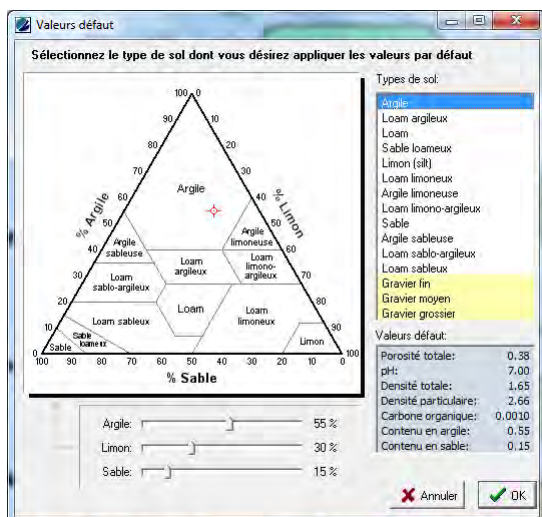 Valeurs défaut
Sélectionnez le type de sol dont vous désirez appliquer les valeurs par défaut
100 0
90 10
80 20
70 30
60 40
50 50
40 60
30 70
20 80
10 90
0 100
% Argile
% Limon
Argile
Argile sableuse
Argile limoneuse
Loam argileux
Loam limono-argileux
Loam sablo-argileux
Loam
Loam sableux
Loam limoneux
Sable loameux
Sable
Limon
100 90 80 70 60 50 40 30 20 10 0
% Sable
Argile: 55 %
Limon: 30 %
Sable: 15 %
Types de sol:
Argile
Loam argileux
Loam
Sable loameux
Limon (silt)
Loam limoneux
Argile limoneuse
Loam limono-argileux
Sable
Argile sableuse
Loam sablo-argileux
Loam sableux
Gravier fin
Gravier moyen
Gravier grossier
Valeurs défaut:
Porosité totale: 0.38
pH: 7.00
Densité totale: 1.65
Densité particulaire: 2.66
Carbone organique: 0.0010
Contenu en argile: 0.55
Contenu en sable: 0.15
Annuler
OK